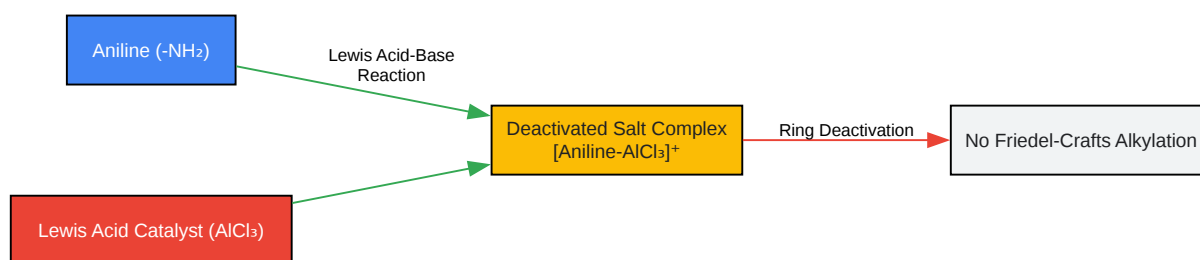 Aniline (-NH₂)
Lewis Acid-Base
Reaction
Deactivated Salt Complex
[Aniline-AlCl₃]⁺
Ring Deactivation
No Friedel-Crafts Alkylation
Lewis Acid Catalyst (AlCl₃)